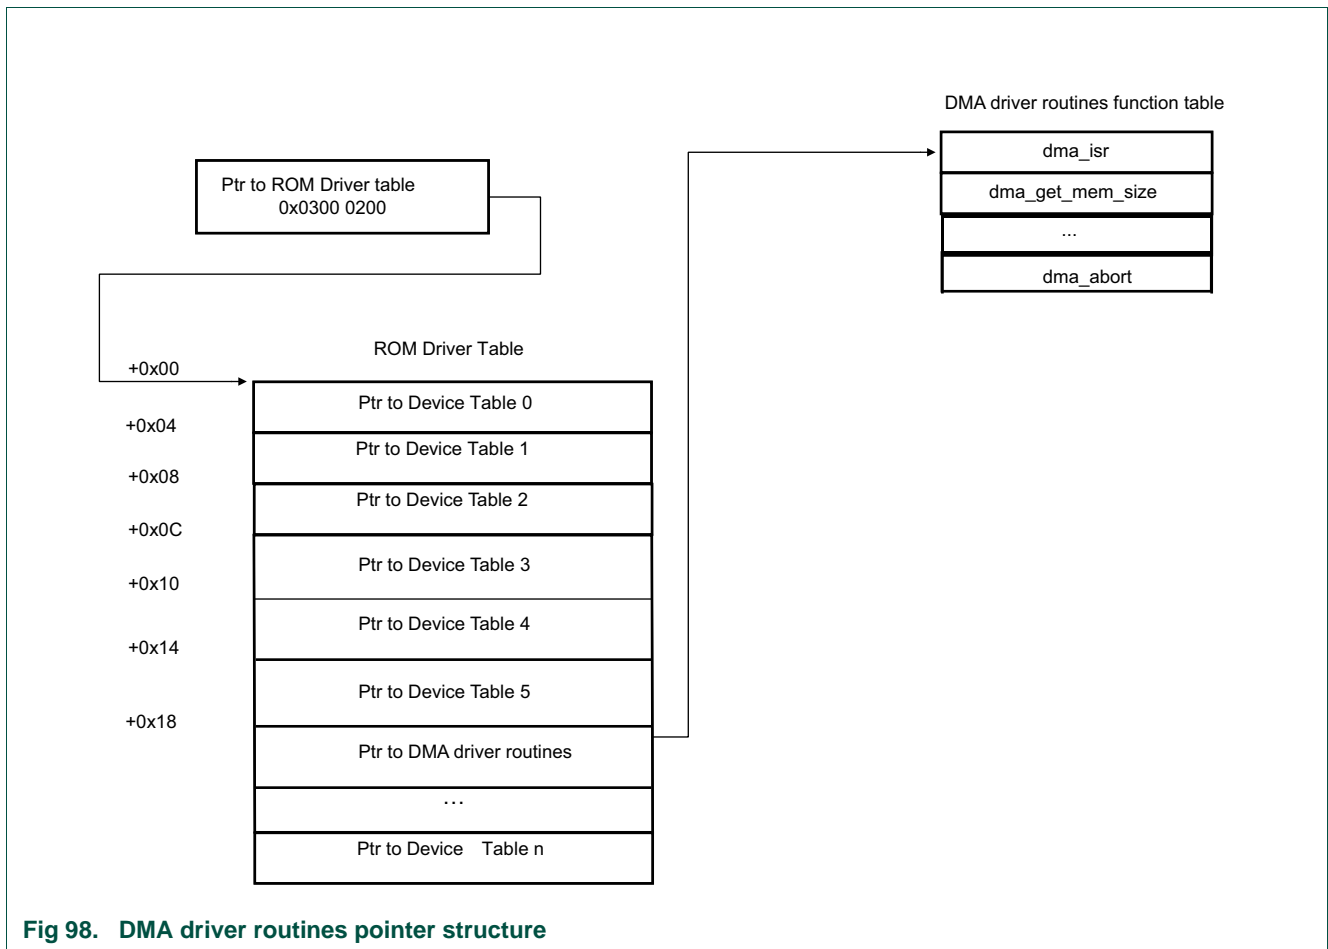 DMA driver routines function table
dma_isr
dma_get_mem_size
...
dma_abort
Ptr to ROM Driver table
0x0300 0200
ROM Driver Table
+0x00
Ptr to Device Table 0
+0x04
Ptr to Device Table 1
+0x08
Ptr to Device Table 2
+0x0C
Ptr to Device Table 3
+0x10
Ptr to Device Table 4
+0x14
Ptr to Device Table 5
+0x18
Ptr to DMA driver routines
...
Ptr to Device Table n
Fig 98. DMA driver routines pointer structure